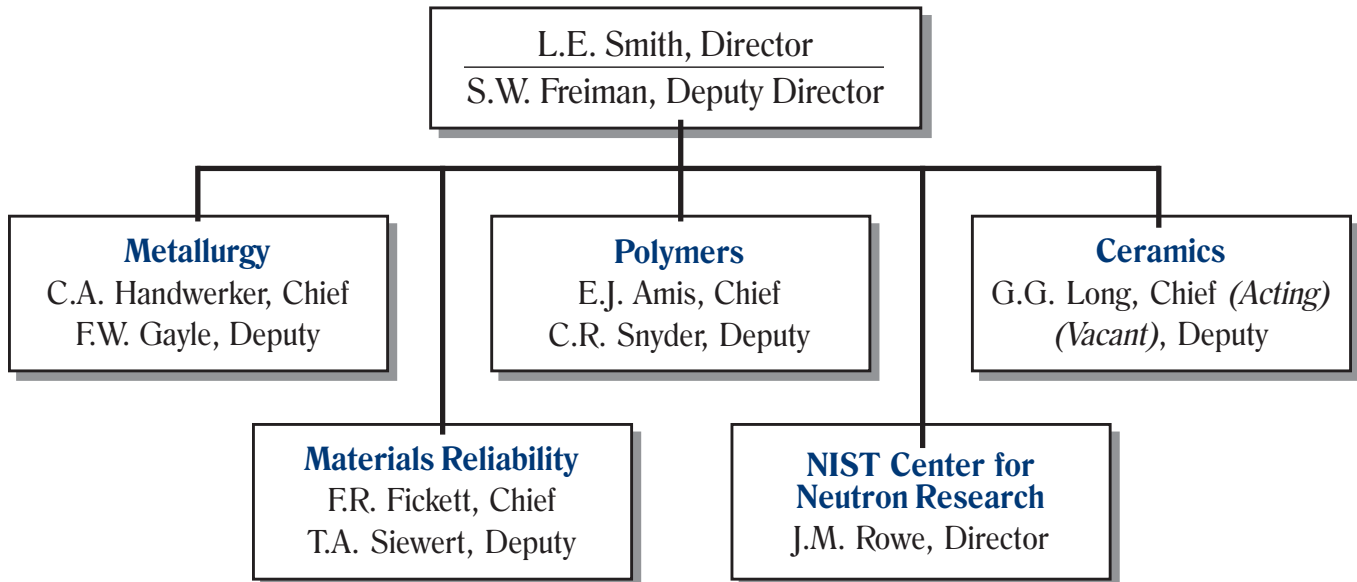 L.E. Smith, Director
S.W. Freiman, Deputy Director
Metallurgy
C.A. Handwerker, Chief
F.W. Gayle, Deputy
Polymers
E.J. Amis, Chief
C.R. Snyder, Deputy
Ceramics
G.G. Long, Chief (Acting)
(Vacant), Deputy
Materials Reliability
F.R. Fickett, Chief
T.A. Siewert, Deputy
NIST Center for
Neutron Research
J.M. Rowe, Director